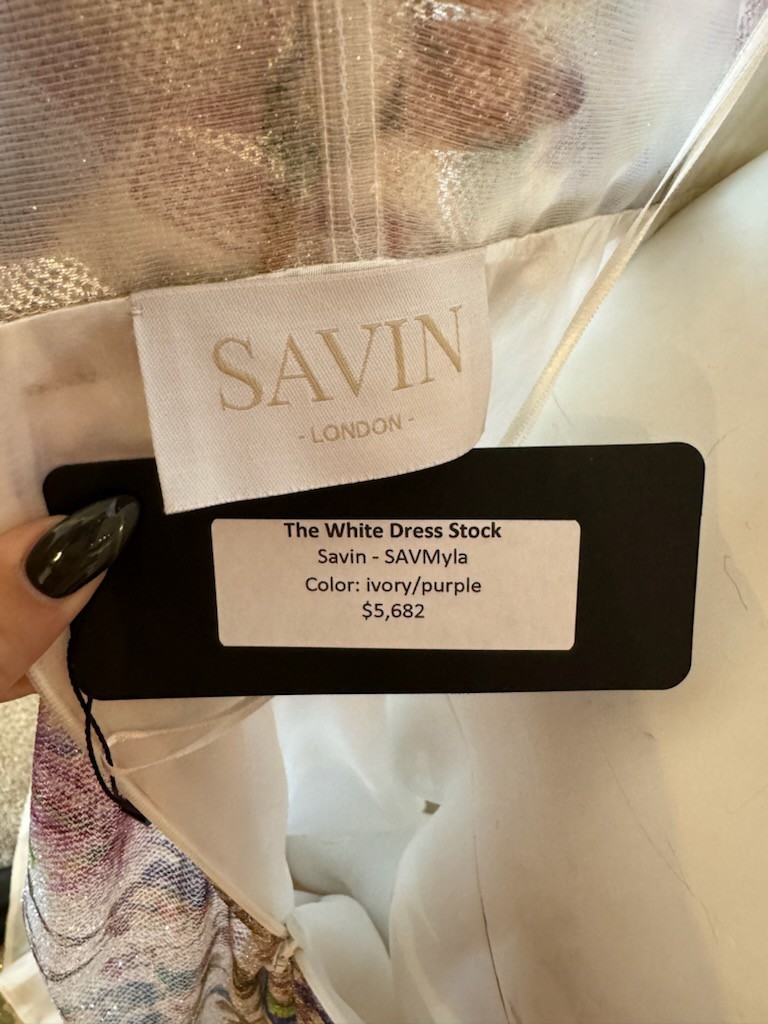 SAVIN
- LONDON -
The White Dress Stock
Savin - SAVMyla
Color: ivory/purple
$5,682